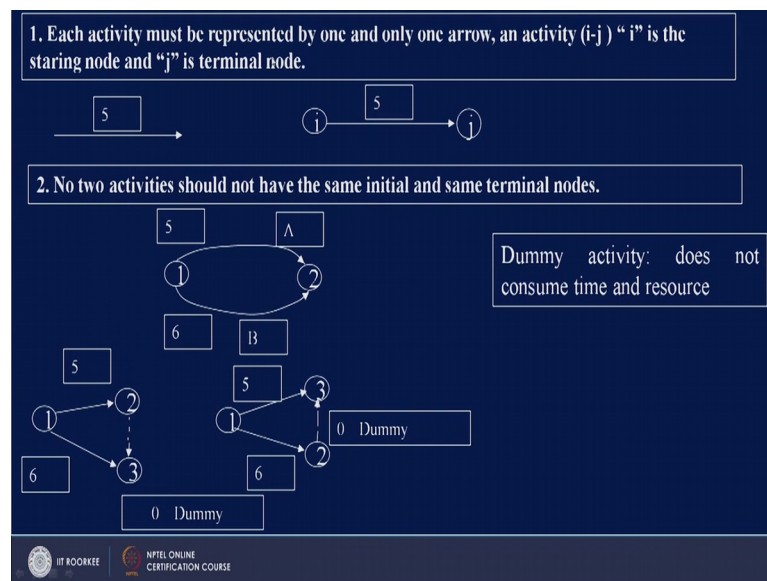 1. Each activity must be represented by one and only one arrow, an activity (i-j ) “ i” is the
staring node and “j” is terminal node.
5
i
5
j
2. No two activities should not have the same initial and same terminal nodes.
5
A
1
2
6
B
Dummy activity: does not
consume time and resource
5
1
2
6
3
0 Dummy
5
3
1
0 Dummy
2
6
IIT ROORKEE
NPTEL ONLINE
CERTIFICATION COURSE